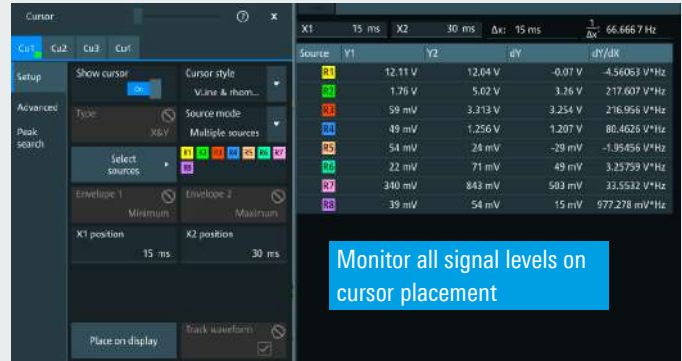 Cursor ? x
Cu1 Cu2 Cu3 Cu4
Setup
Advanced
Peak search
Show cursor
On
Cursor style
V-line & rhom...
Type
X&Y
Source mode
Multiple sources
Select sources
R1 R2 R3 R4 R5 R6 R7
R8
Envelope 1
Minimum
Envelope 2
Maximum
X1 position
15 ms
X2 position
30 ms
Place on display
Track waveform
X1 15 ms X2 30 ms Δx: 15 ms 1/Δx 66.6667 Hz
Source Y1 Y2 dY dY/dX
R1 12.11 V 12.04 V -0.07 V -4.56063 V*Hz
R2 1.76 V 5.02 V 3.26 V 217.607 V*Hz
R3 59 mV 3.313 V 3.254 V 216.956 V*Hz
R4 49 mV 1.256 V 1.207 V 80.4626 V*Hz
R5 54 mV 24 mV -29 mV -1.95456 V*Hz
R6 22 mV 71 mV 49 mV 3.25759 V*Hz
R7 340 mV 843 mV 503 mV 33.5532 V*Hz
R8 39 mV 54 mV 15 mV 977.278 mV*Hz
Monitor all signal levels on
cursor placement